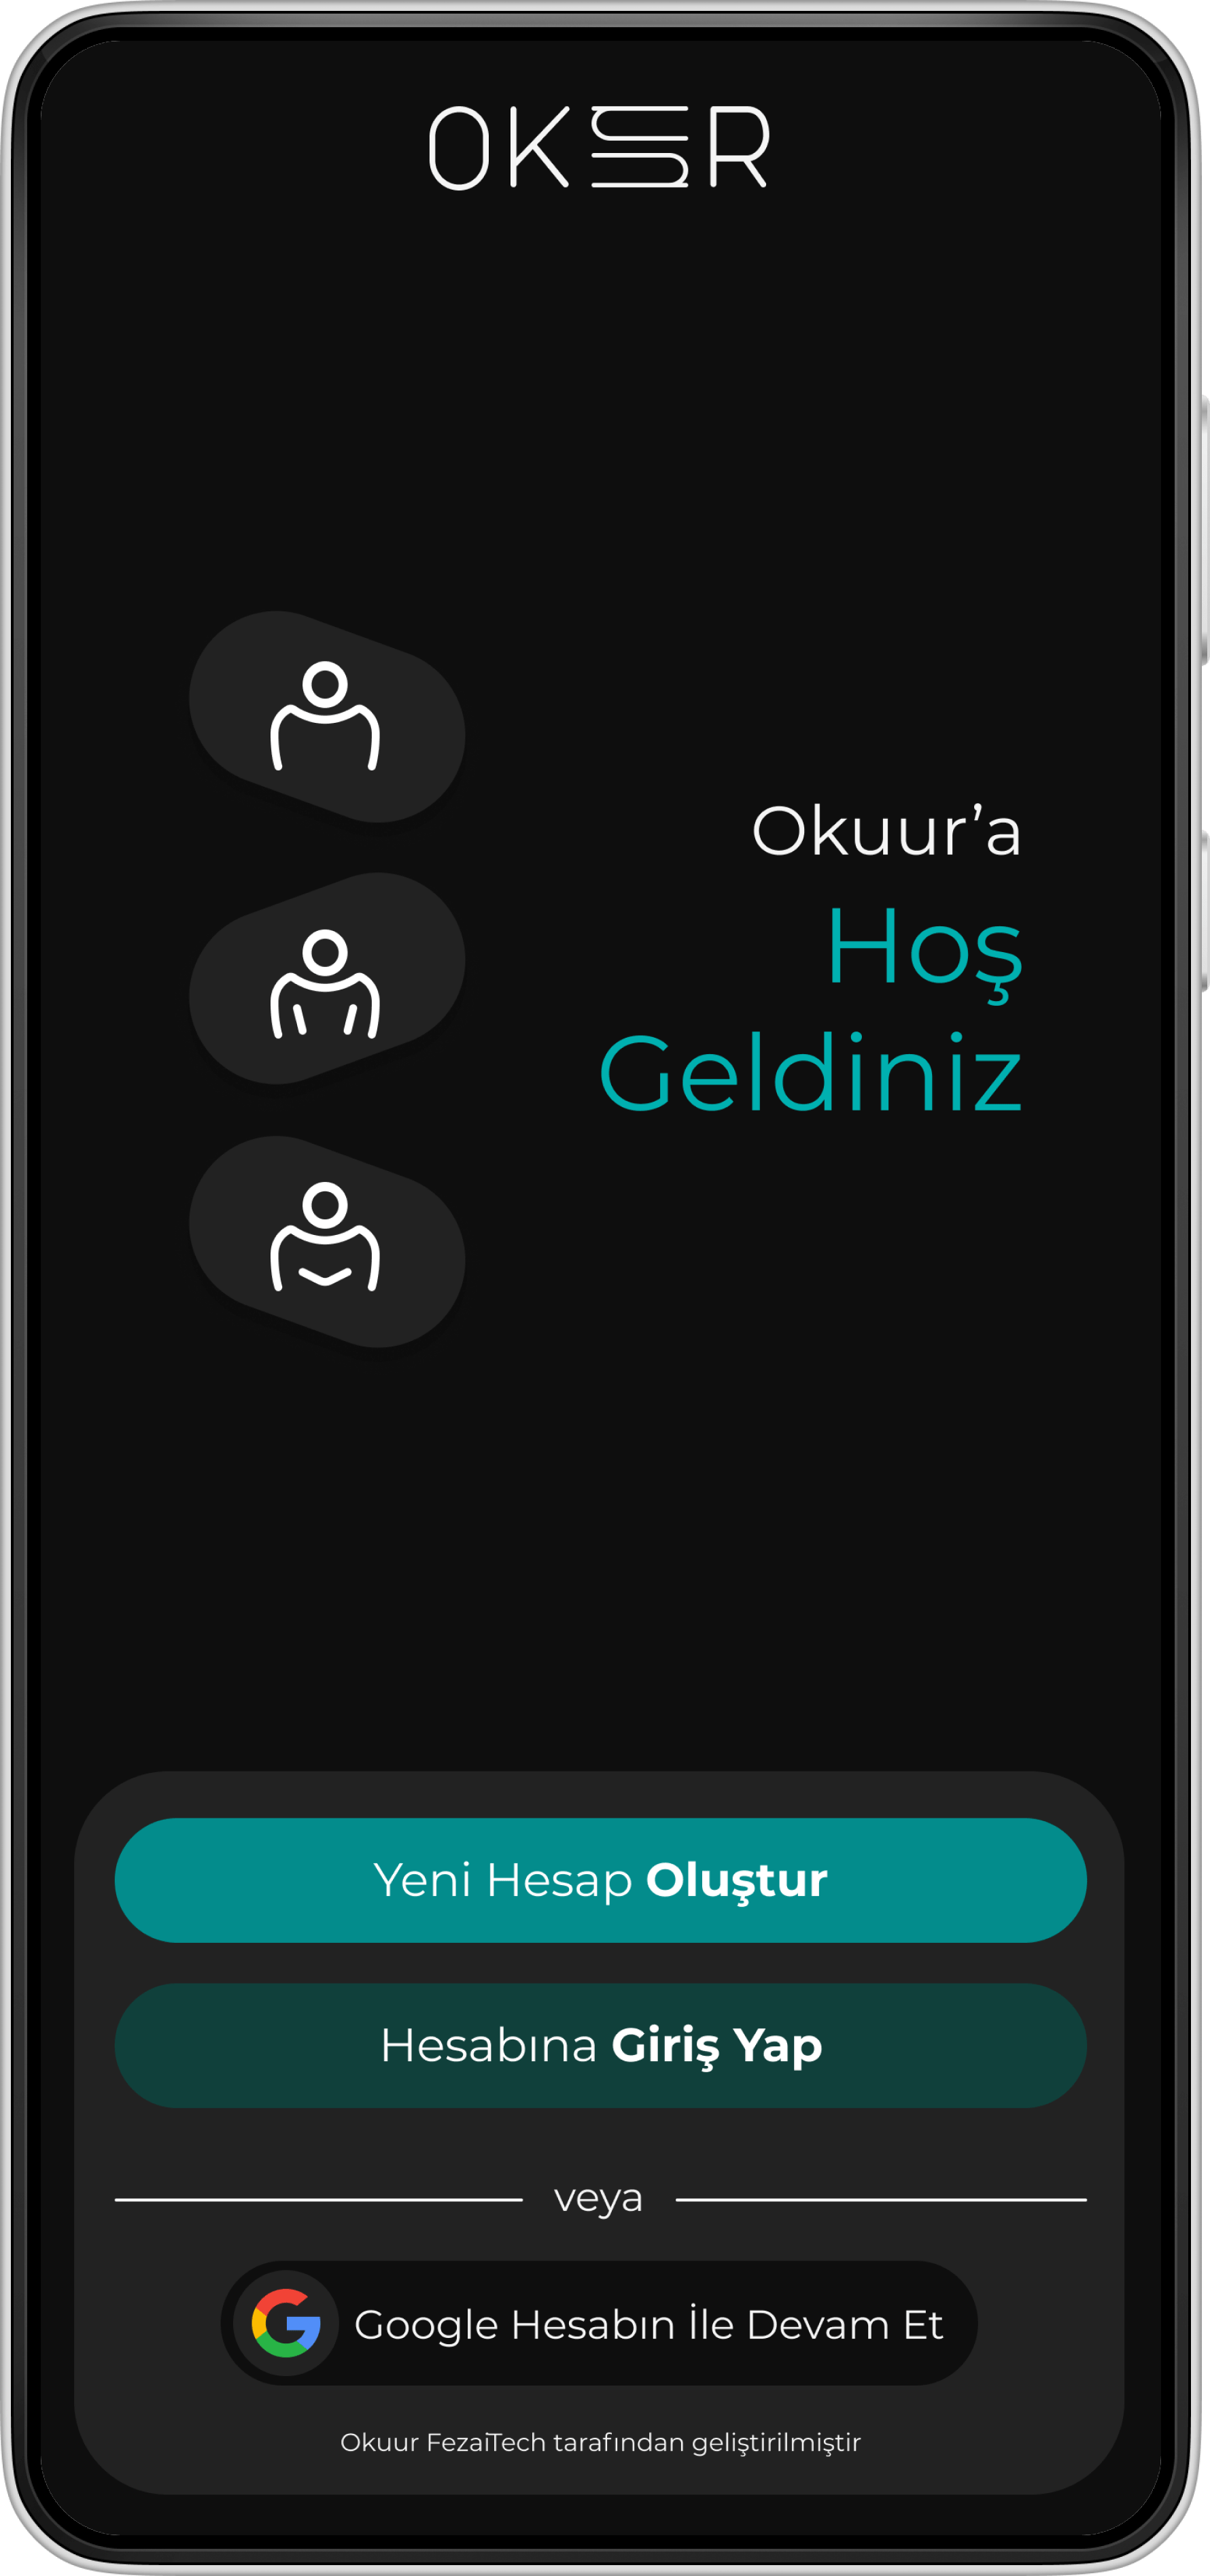 OKUUR
Okuur’a
Hoş
Geldiniz
Yeni Hesap Oluştur
Hesabına Giriş Yap
veya
Google Hesabın İle Devam Et
Okuur FezaiTech tarafından geliştirilmiştir